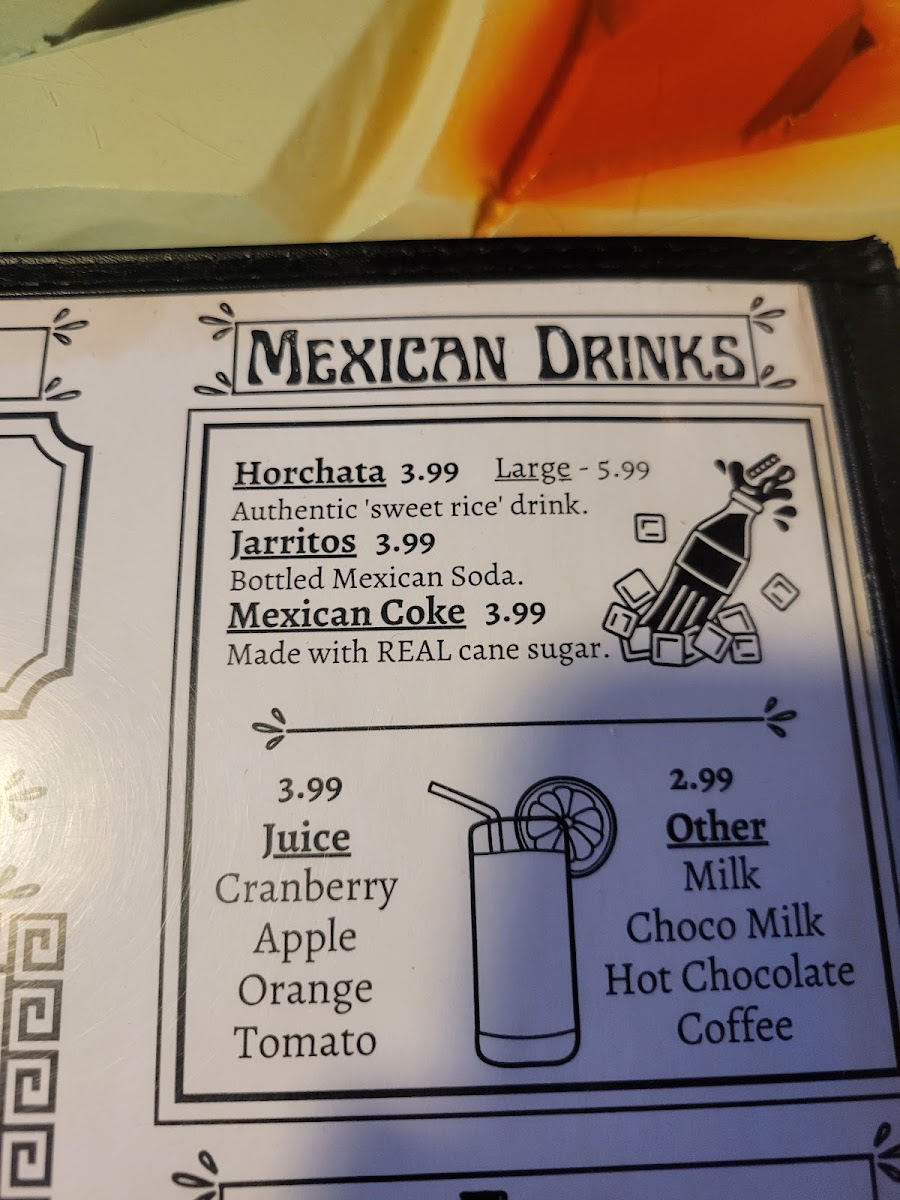 MEXICAN DRINKS
Horchata 3.99 Large - 5.99
Authentic 'sweet rice' drink.
Jarritos 3.99
Bottled Mexican Soda.
Mexican Coke 3.99
Made with REAL cane sugar.
3.99
Juice
Cranberry
Apple
Orange
Tomato
2.99
Other
Milk
Choco Milk
Hot Chocolate
Coffee